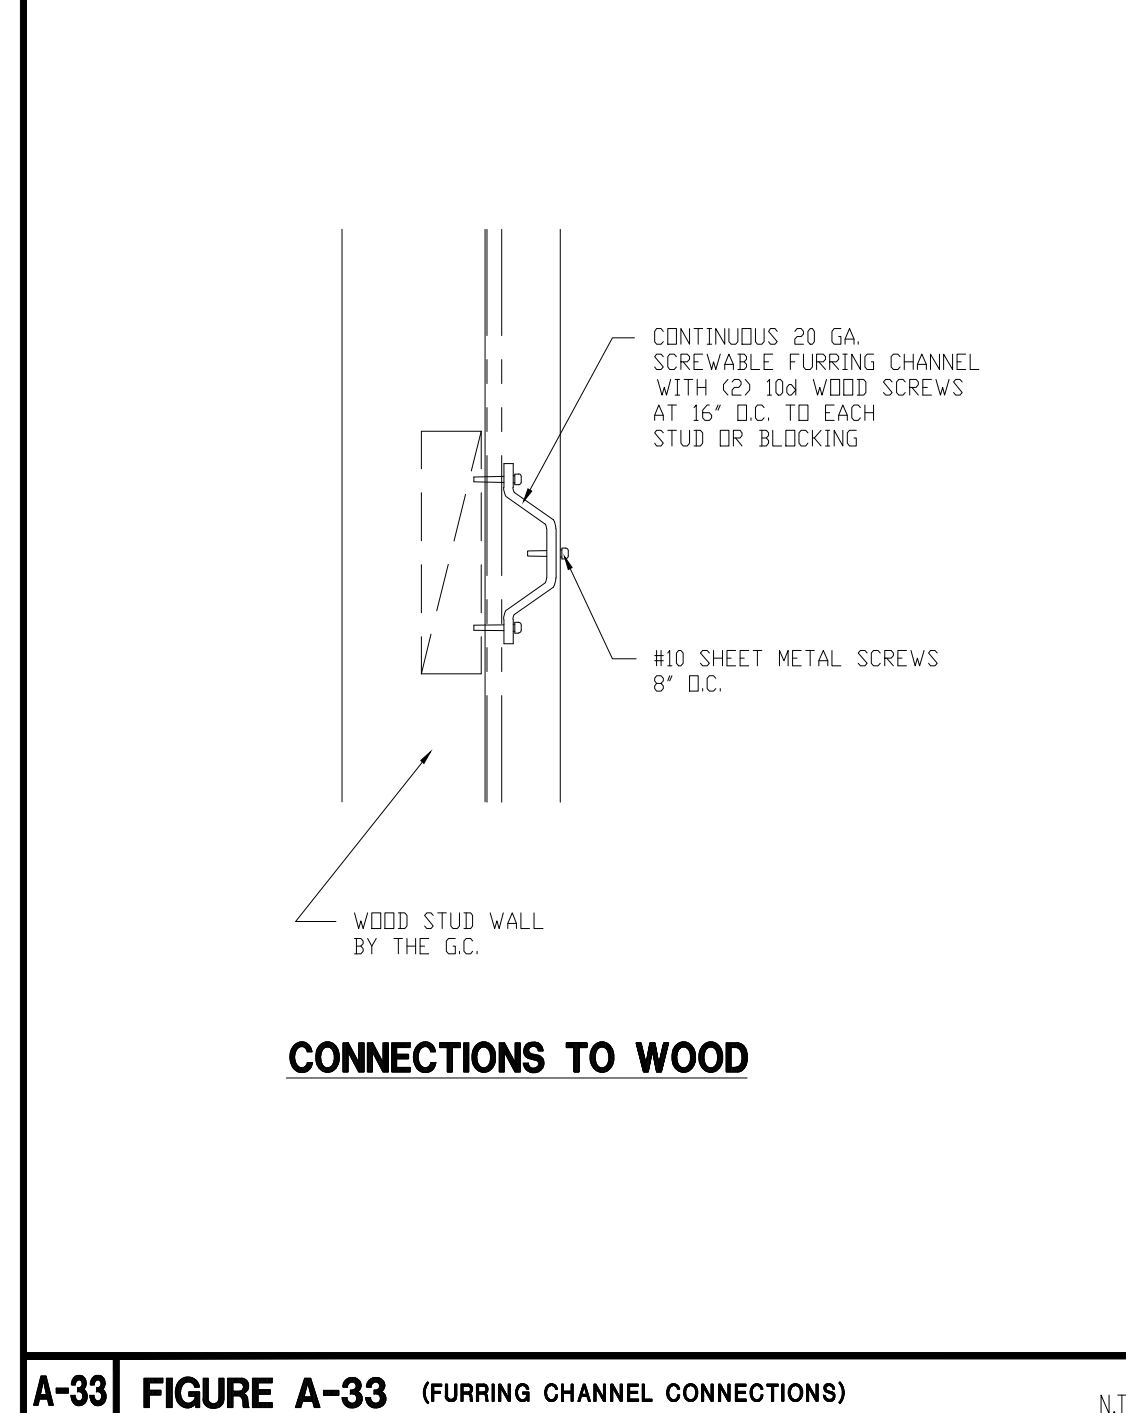 CONTINUOUS 20 GA.
SCREWABLE FURRING CHANNEL
WITH (2) 10d WOOD SCREWS
AT 16" O.C. TO EACH
STUD OR BLOCKING
#10 SHEET METAL SCREWS
8" O.C.
WOOD STUD WALL
BY THE G.C.
CONNECTIONS TO WOOD
A-33 FIGURE A-33 (FURRING CHANNEL CONNECTIONS)
N.T